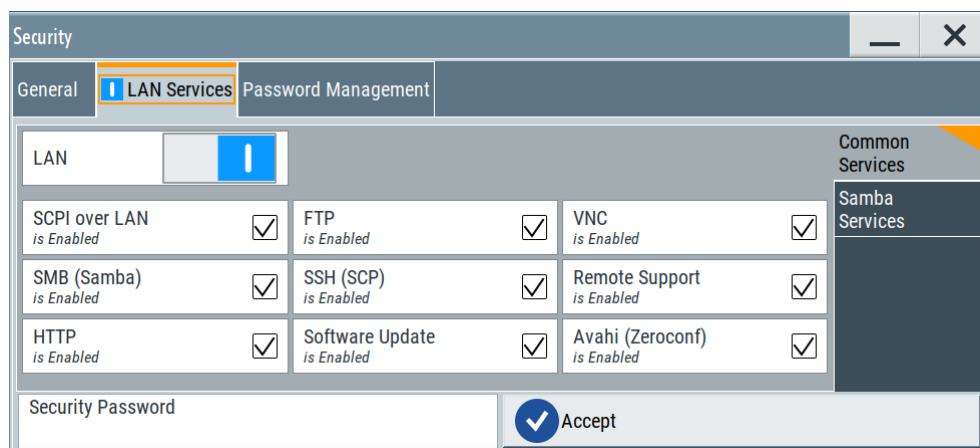 Security
General
LAN Services
Password Management
LAN
Common
Services
Samba
Services
SCPI over LAN
is Enabled
FTP
is Enabled
VNC
is Enabled
SMB (Samba)
is Enabled
SSH (SCP)
is Enabled
Remote Support
is Enabled
HTTP
is Enabled
Software Update
is Enabled
Avahi (Zeroconf)
is Enabled
Security Password
Accept